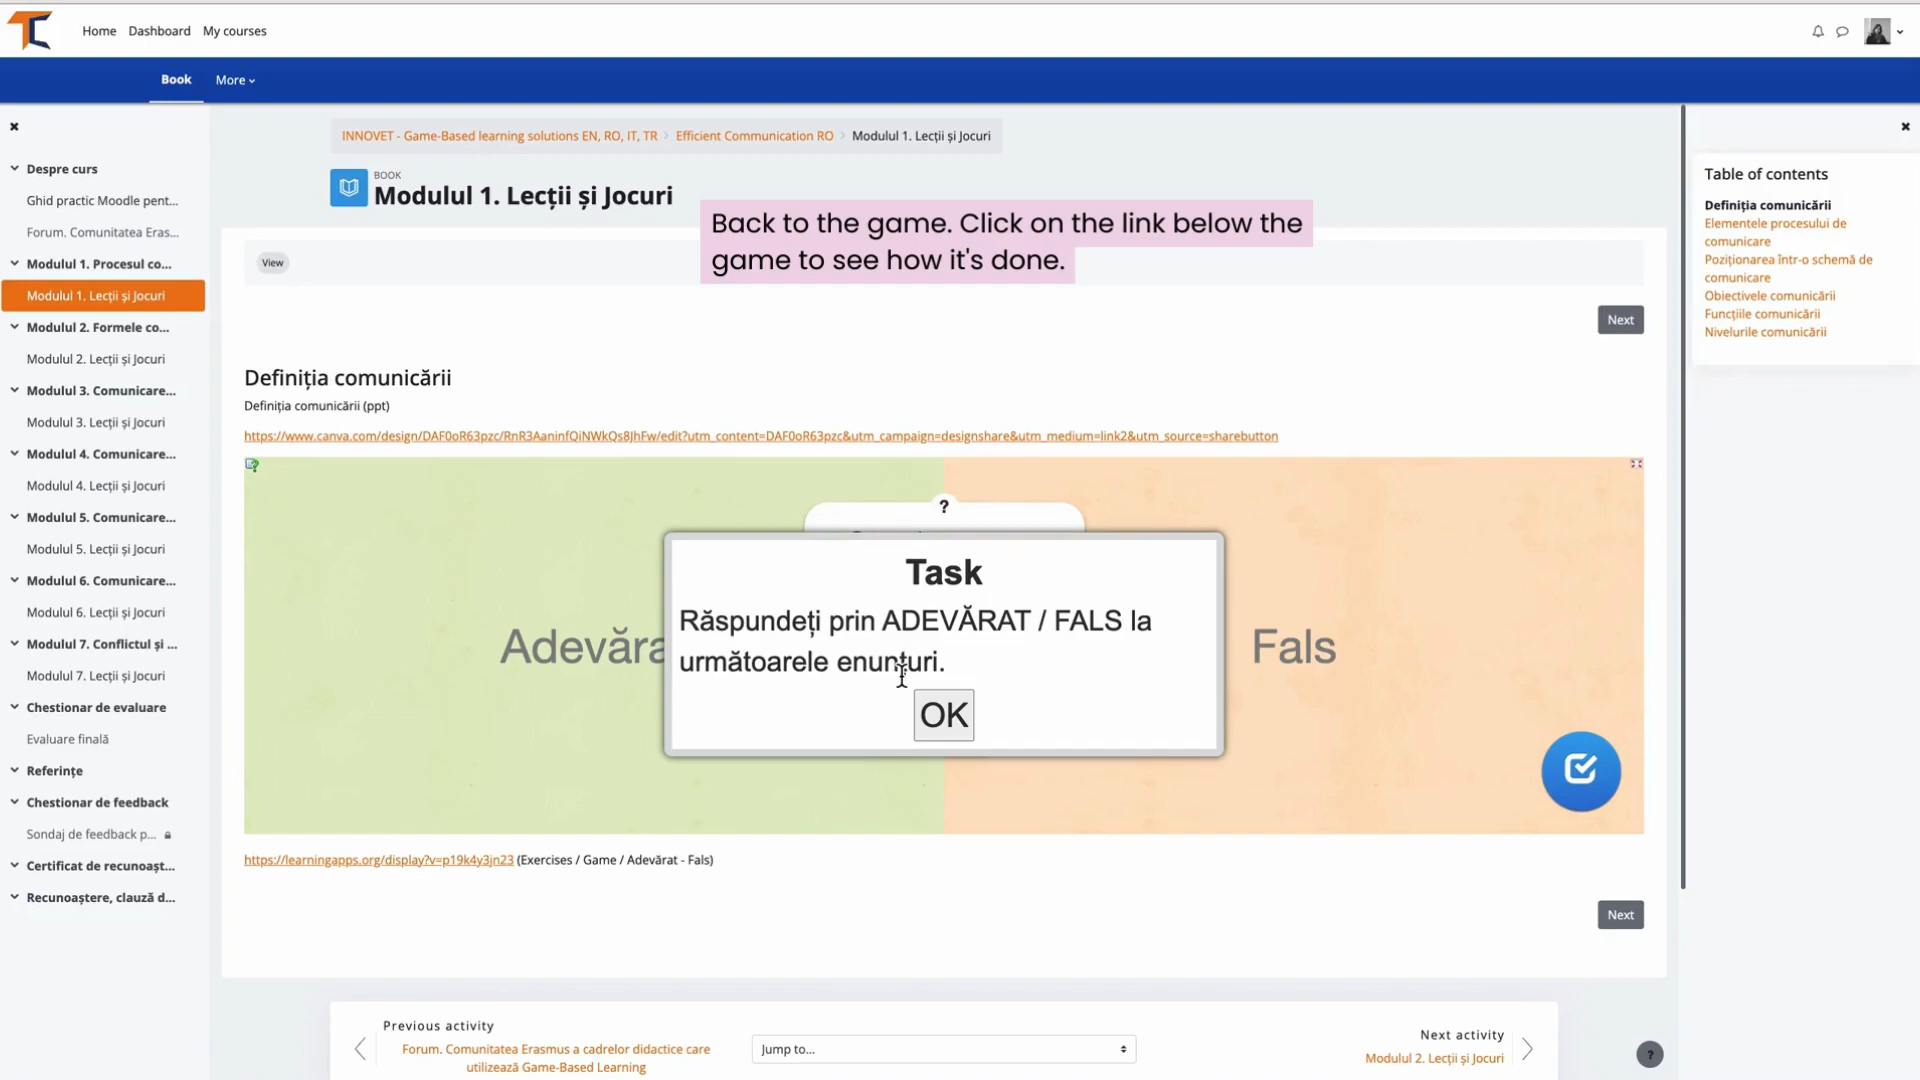 Home Dashboard My courses
Book More
INNOVET - Game-Based learning solutions EN, RO, IT, TR Efficient Communication RO Modulul 1. Lecții și Jocuri
BOOK
Modulul 1. Lecții și Jocuri
Back to the game. Click on the link below the
game to see how it's done.
View
Next
Despre curs
Ghid practic Moodle pent...
Forum. Comunitatea Eras...
Modulul 1. Procesul co...
Modulul 1. Lecții și Jocuri
Modulul 2. Formele co...
Modulul 2. Lecții și Jocuri
Modulul 3. Comunicare...
Modulul 3. Lecții și Jocuri
Modulul 4. Comunicare...
Modulul 4. Lecții și Jocuri
Modulul 5. Comunicare...
Modulul 5. Lecții și Jocuri
Modulul 6. Comunicare...
Modulul 6. Lecții și Jocuri
Modulul 7. Conflictul și ...
Modulul 7. Lecții și Jocuri
Chestionar de evaluare
Evaluare finală
Referințe
Chestionar de feedback
Sondaj de feedback p...
Certificat de recunoașt...
Recunoaștere, clauză d...
Definiția comunicării
Definiția comunicării (ppt)
https://www.canva.com/design/DAF0oR63pzc/RnR3AaninfQiNWkQs8JhFw/edit?utm_content=DAF0oR63pzc&utm_campaign=designshare&utm_medium=link2&utm_source=sharebutton
?
Adevăra
Fals
Task
Răspundeți prin ADEVĂRAT / FALS la
următoarele enunțuri.
OK
https://learningapps.org/display?v=p19k4y3jn23 (Exercises / Game / Adevărat - Fals)
Next
Previous activity
Forum. Comunitatea Erasmus a cadrelor didactice care
utilizează Game-Based Learning
Jump to...
Next activity
Modulul 2. Lecții și Jocuri
?
Table of contents
Definiția comunicării
Elementele procesului de
comunicare
Poziționarea într-o schemă de
comunicare
Obiectivele comunicării
Funcțiile comunicării
Nivelurile comunicării